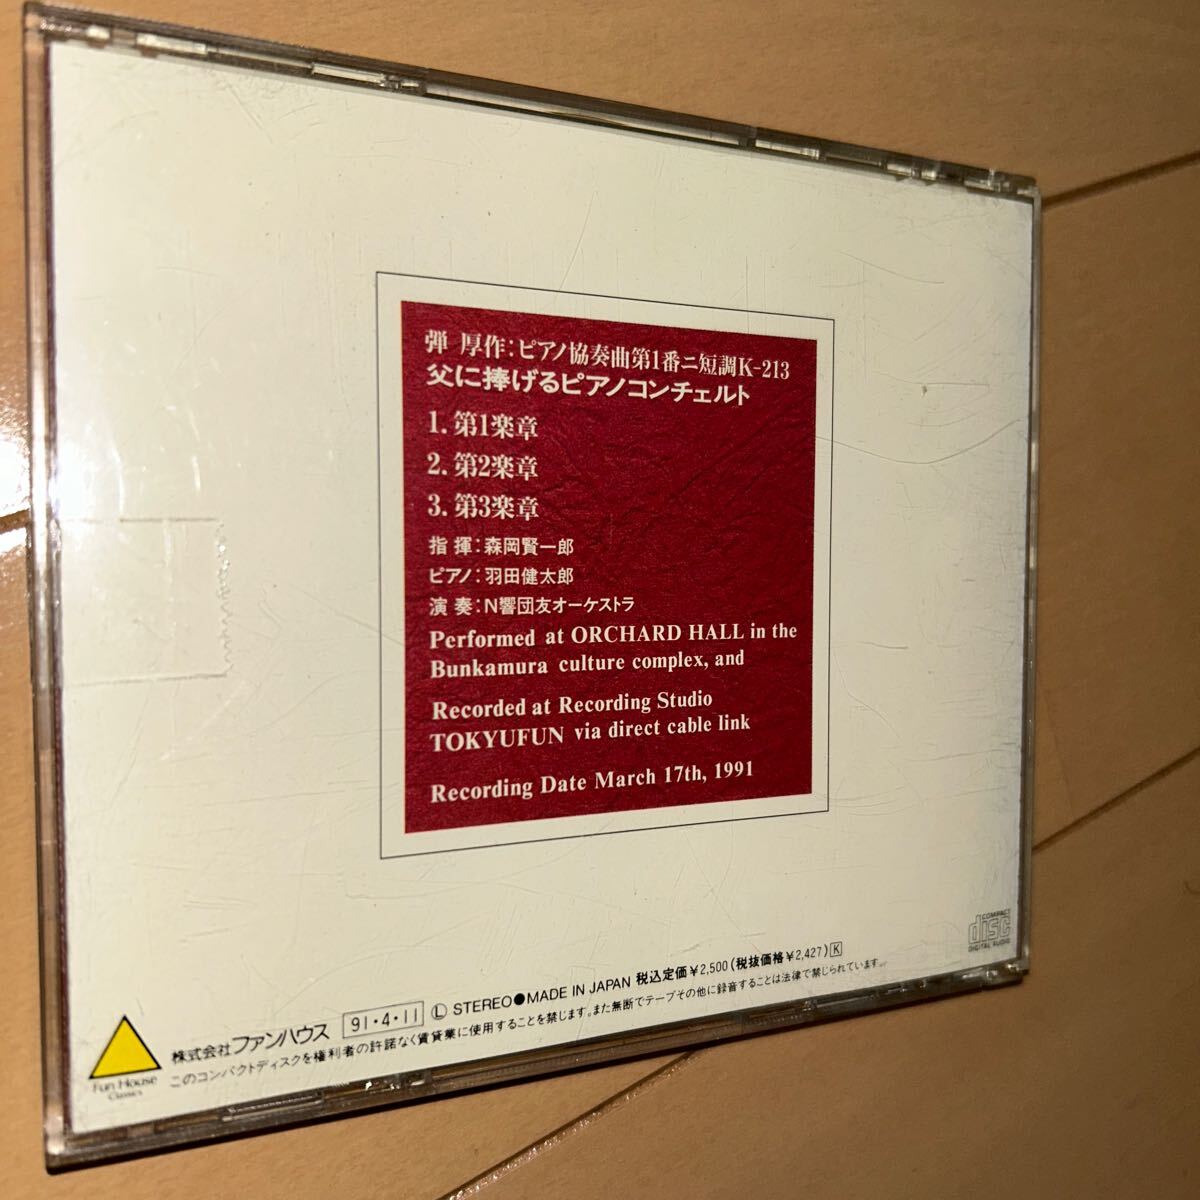 弾 厚作：ピアノ協奏曲第1番ニ短調K-213
父に捧げるピアノコンチェルト
1. 第1楽章
2. 第2楽章
3. 第3楽章
指 揮：森岡賢一郎
ピアノ：羽田健太郎
演 奏：N響団友オーケストラ
Performed at ORCHARD HALL in the
Bunkamura culture complex, and
Recorded at Recording Studio
TOKYUFUN via direct cable link
Recording Date March 17th, 1991
COMPACT
disc
DIGITAL AUDIO
Fun House
Classics
株式会社ファンハウス 91・4・11 Ⓛ STEREO●MADE IN JAPAN 税込定価¥2,500(税抜価格¥2,427)K
このコンパクトディスクを権利者の許諾なく賃貸業に使用することを禁じます。また無断でテープその他に録音することは法律で禁じられています。